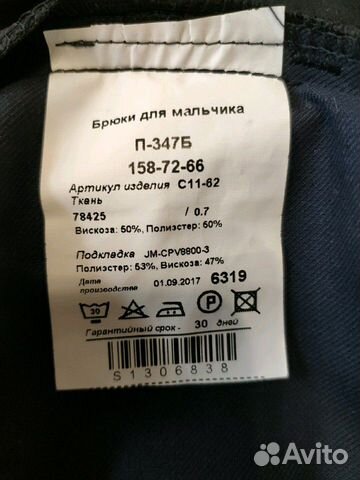 Брюки для мальчика
П-347Б
158-72-66
Артикул изделия С11-62
Ткань
78425 / 0.7
Вискоза: 50%, Полиэстер: 50%
Подкладка JM-CPV8800-3
Полиэстер: 53%, Вискоза: 47%
Дата производства 01.09.2017 6319
30 P
Гарантийный срок - 30 дней
S1306838
Avito